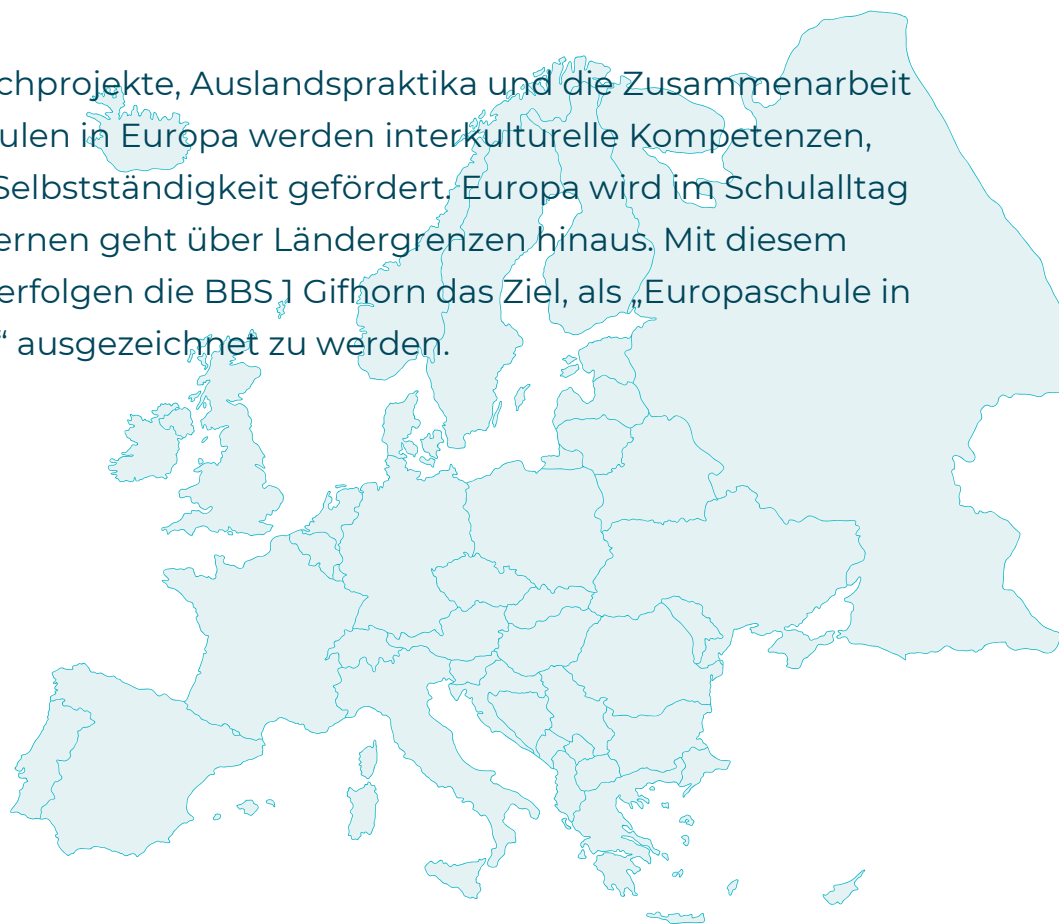 chprojekte, Auslandspraktika und die Zusammenarbeit
ulen in Europa werden interkulturelle Kompetenzen,
Selbstständigkeit gefördert. Europa wird im Schulalltag
ernen geht über Ländergrenzen hinaus. Mit diesem
erfolgen die BBS 1 Gifhorn das Ziel, als „Europaschule in
“ ausgezeichnet zu werden.